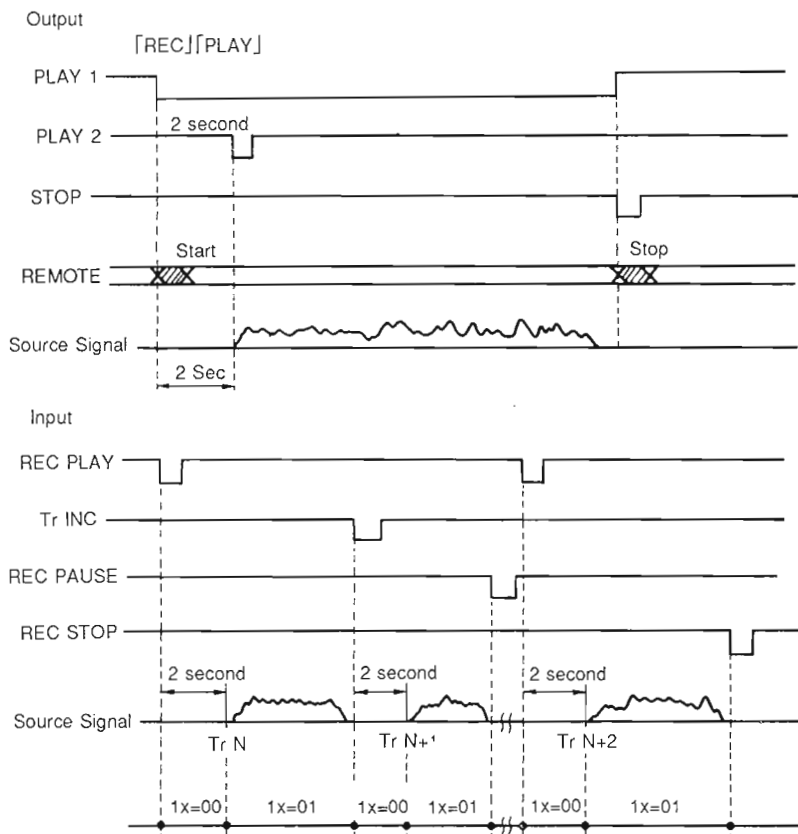 Output
「REC」「PLAY」
PLAY 1
2 second
PLAY 2
STOP
Start
Stop
REMOTE
Source Signal
2 Sec
Input
REC PLAY
Tr INC
REC PAUSE
REC STOP
2 second 2 second 2 second
Source Signal
Tr N Tr N+1 Tr N+2
1x=00 1x=01 1x=00 1x=01 1x=00 1x=01